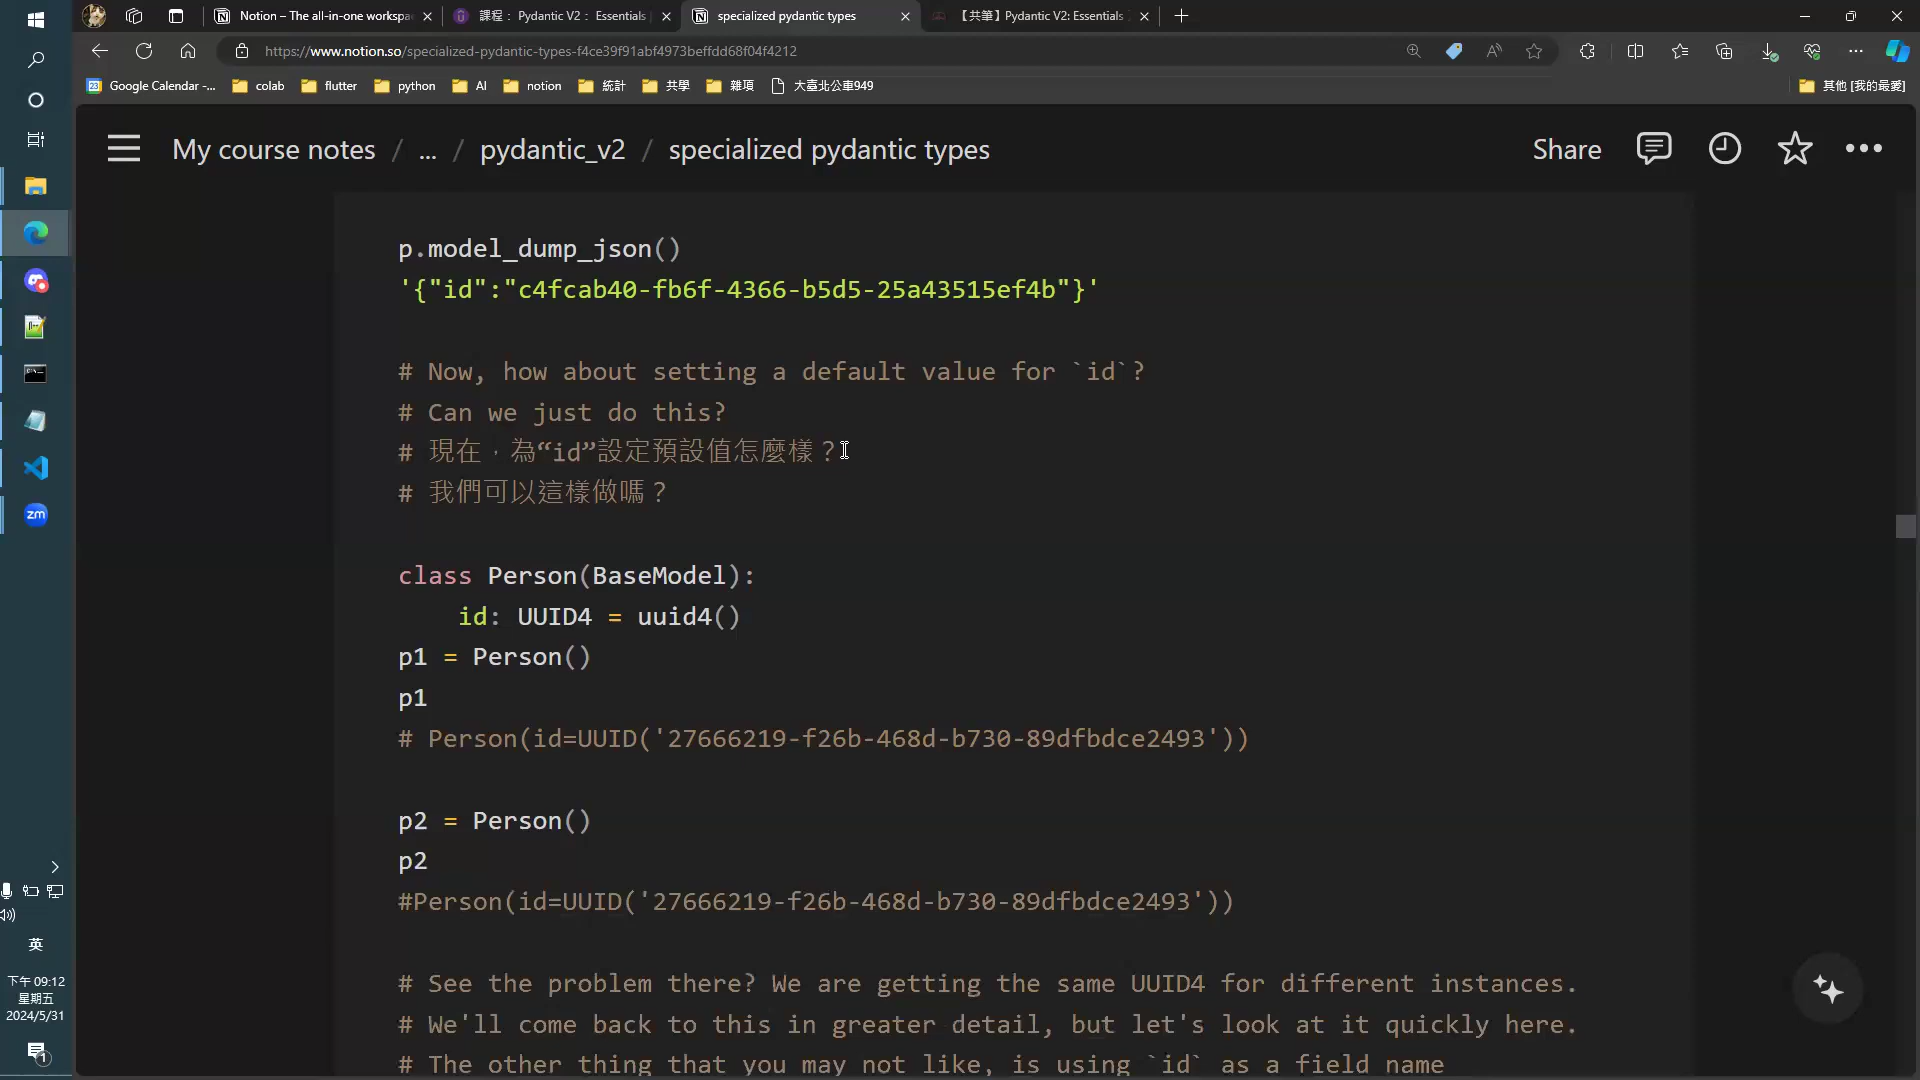 Notion – The all-in-one workspa
課程： Pydantic V2： Essentials
specialized pydantic types
【共筆】Pydantic V2: Essentials
https://www.notion.so/specialized-pydantic-types-f4ce39f91abf4973beffdd68f04f4212
Google Calendar -...
colab
flutter
python
AI
notion
統計
共學
雜項
大臺北公車949
其他 [我的最愛]
My course notes / ... / pydantic_v2 / specialized pydantic types
Share
p.model_dump_json()
'{"id":"c4fcab40-fb6f-4366-b5d5-25a43515ef4b"}'
# Now, how about setting a default value for `id`?
# Can we just do this?
# 現在，為“id”設定預設值怎麼樣？
# 我們可以這樣做嗎？
class Person(BaseModel):
    id: UUID4 = uuid4()
p1 = Person()
p1
# Person(id=UUID('27666219-f26b-468d-b730-89dfbdce2493'))
p2 = Person()
p2
#Person(id=UUID('27666219-f26b-468d-b730-89dfbdce2493'))
# See the problem there? We are getting the same UUID4 for different instances.
# We'll come back to this in greater detail, but let's look at it quickly here.
# The other thing that you may not like, is using `id` as a field name
zm
英
下午 09:12
星期五
2024/5/31
1